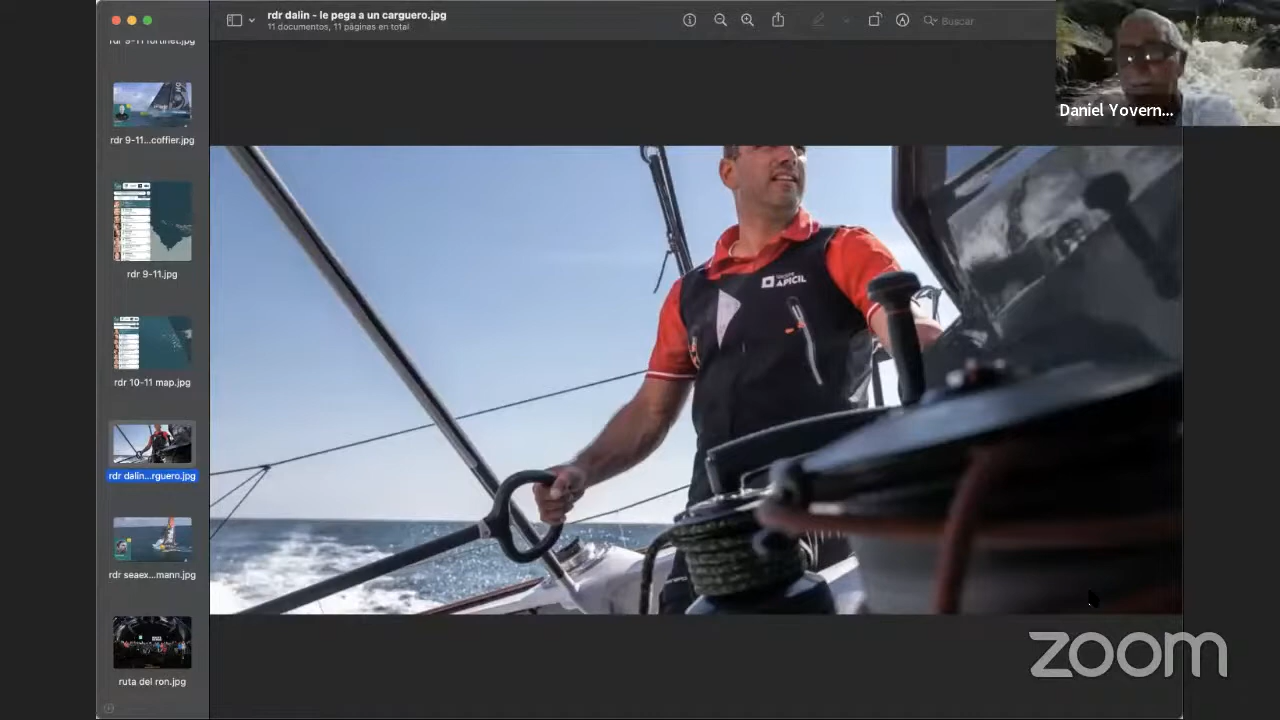 rdr dalin - le pega a un carguero.jpg
11 documentos, 11 páginas en total
Buscar
rdr 9-11 fortinet.jpg
rdr 9-11...coffier.jpg
rdr 9-11.jpg
rdr 10-11 map.jpg
rdr dalin...rguero.jpg
rdr seaex...mann.jpg
ruta del ron.jpg
Daniel Yovern...
APICIL
zoom